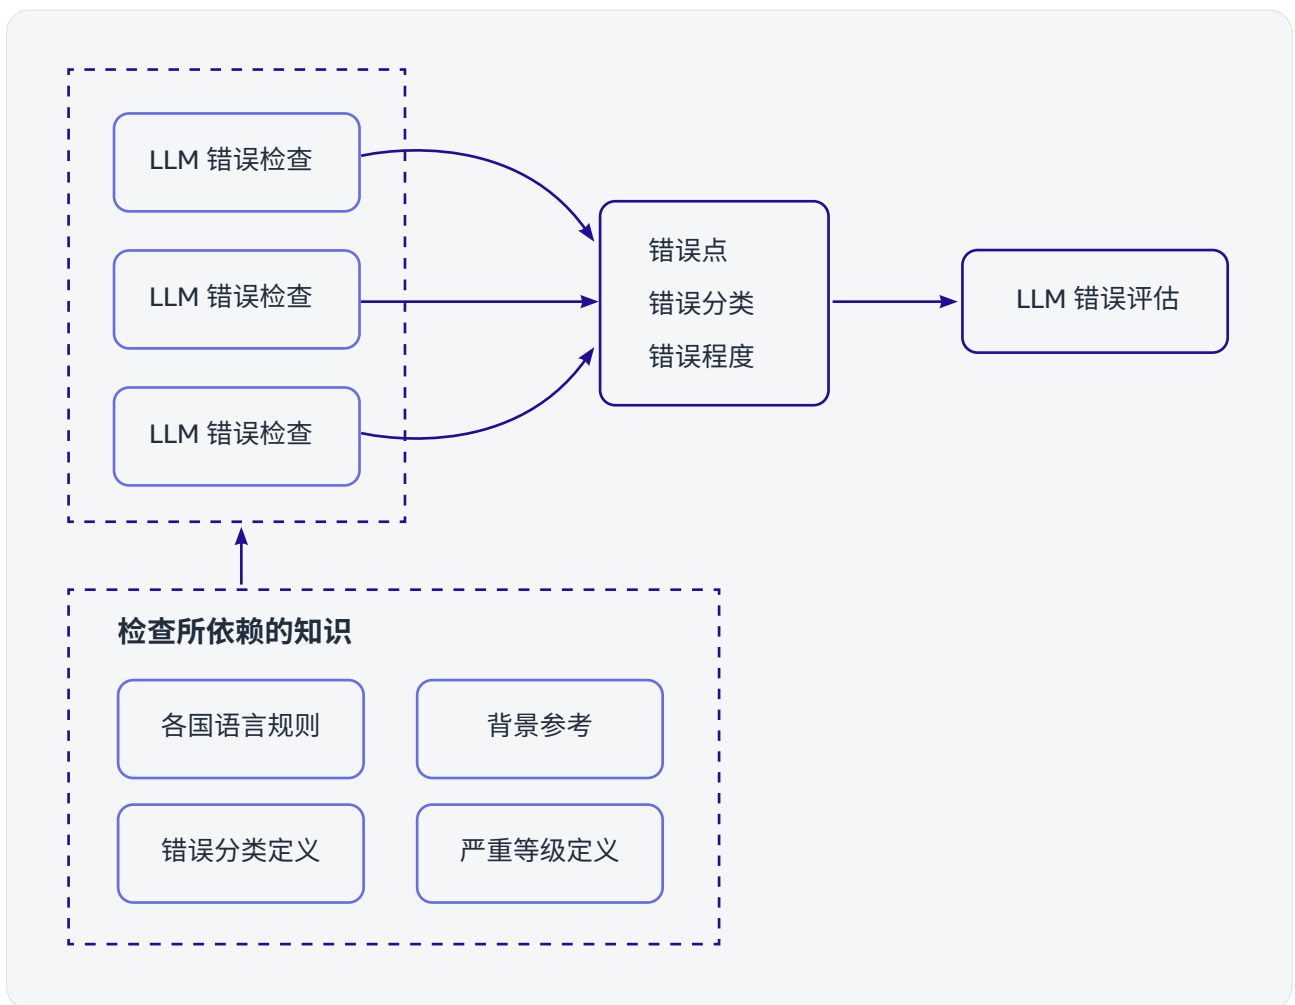 LLM 错误检查
LLM 错误检查
LLM 错误检查
错误点
错误分类
错误程度
LLM 错误评估
检查所依赖的知识
各国语言规则
背景参考
错误分类定义
严重等级定义